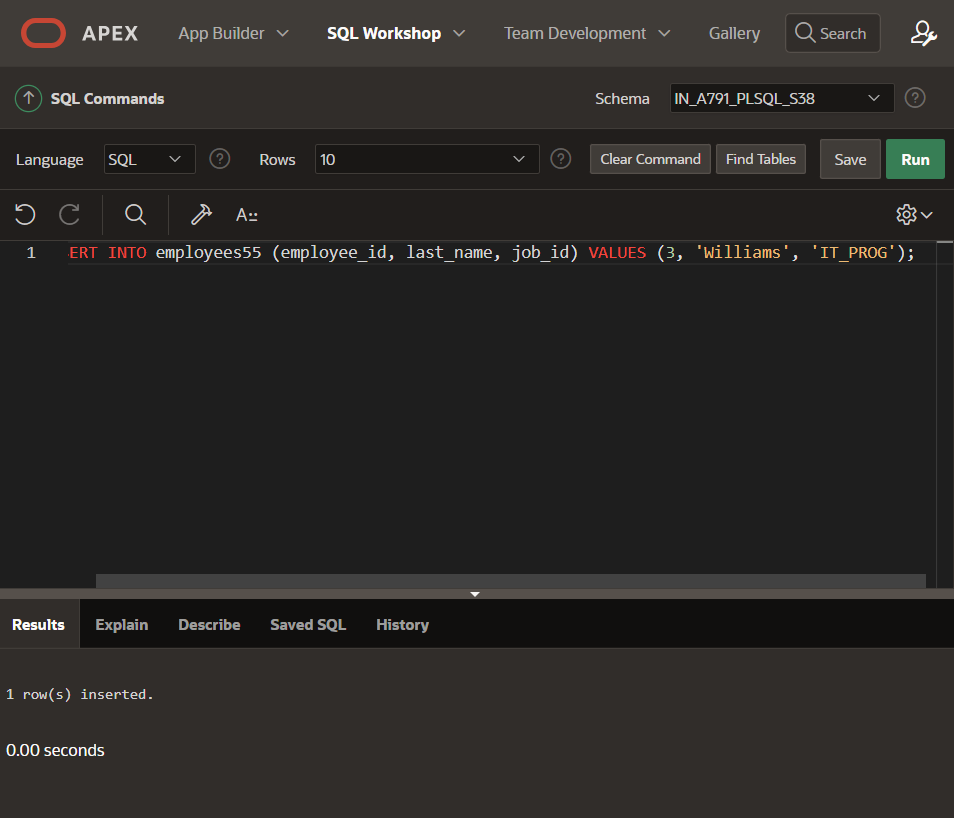 APEX App Builder SQL Workshop Team Development Gallery Search
SQL Commands Schema IN_A791_PLSQL_S38
Language SQL Rows 10 Clear Command Find Tables Save Run
A::
1 ERT INTO employees55 (employee_id, last_name, job_id) VALUES (3, 'Williams', 'IT_PROG');
Results Explain Describe Saved SQL History
1 row(s) inserted.
0.00 seconds